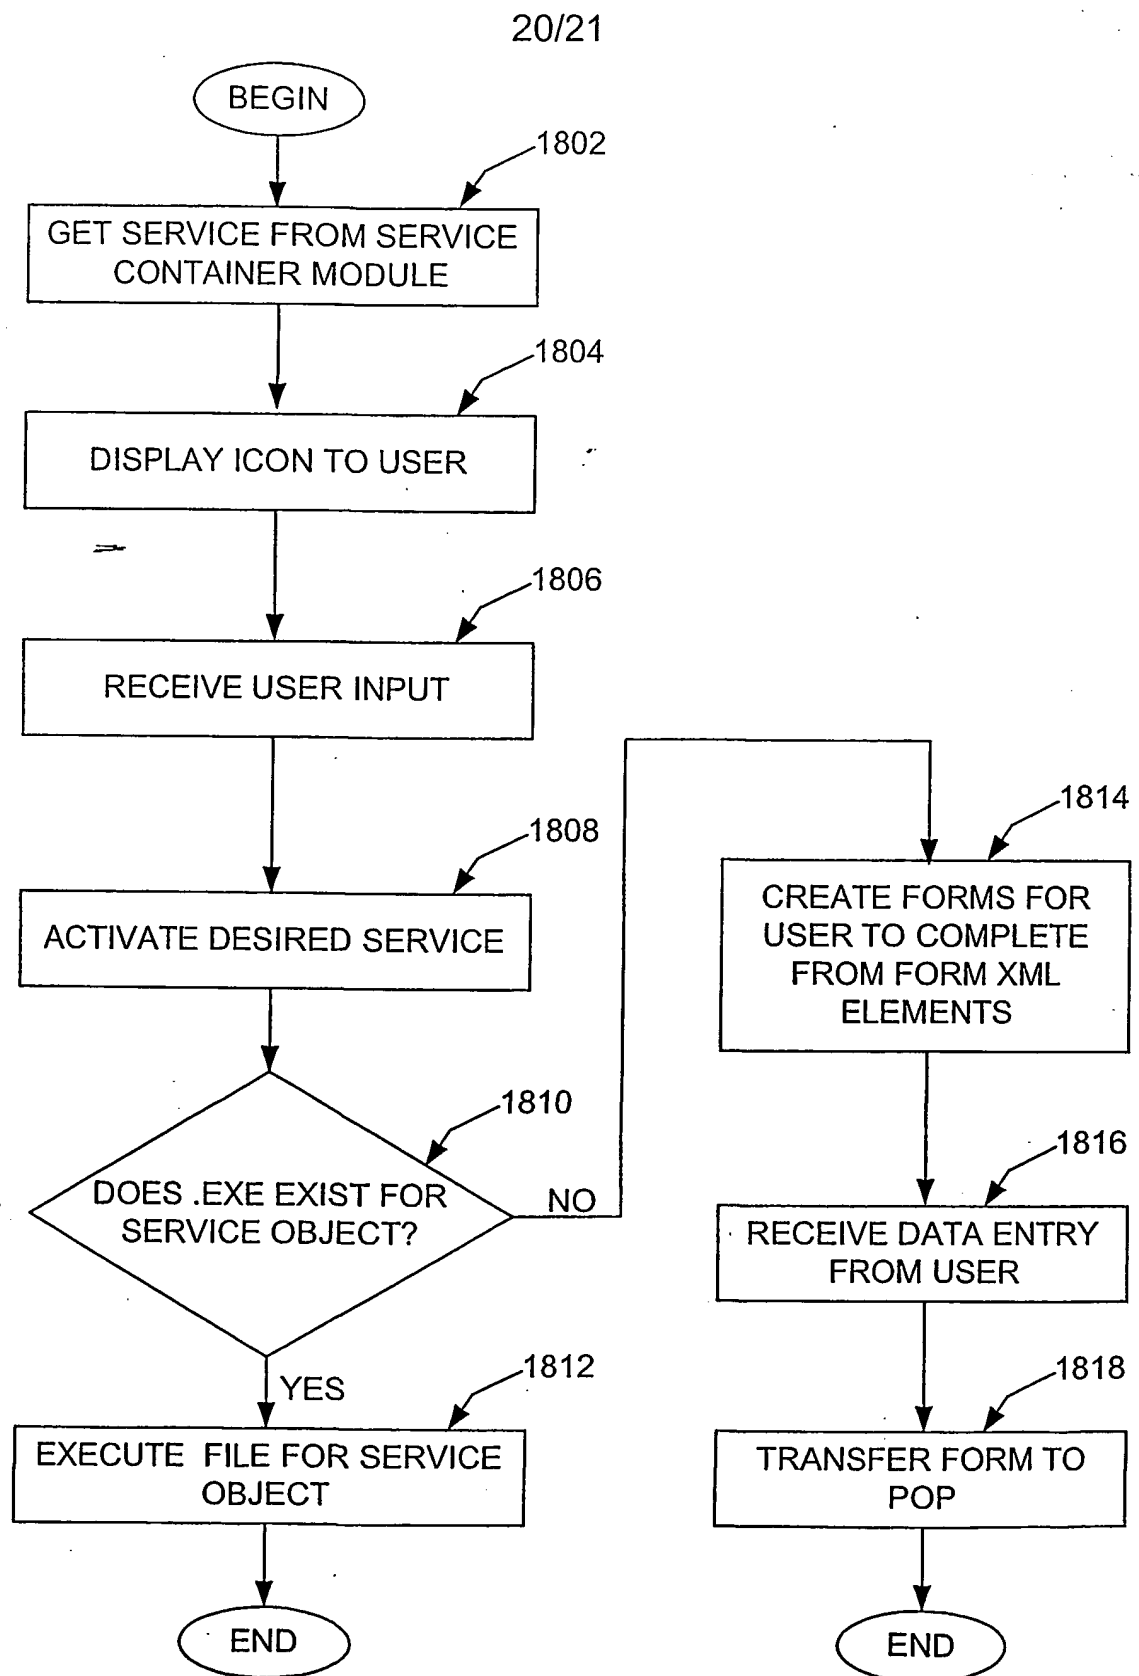 20/21
BEGIN
1802
GET SERVICE FROM SERVICE
CONTAINER MODULE
1804
DISPLAY ICON TO USER
1806
RECEIVE USER INPUT
1808
ACTIVATE DESIRED SERVICE
1810
DOES .EXE EXIST FOR
SERVICE OBJECT?
NO
YES
1812
EXECUTE FILE FOR SERVICE
OBJECT
END
1814
CREATE FORMS FOR
USER TO COMPLETE
FROM FORM XML
ELEMENTS
1816
RECEIVE DATA ENTRY
FROM USER
1818
TRANSFER FORM TO
POP
END